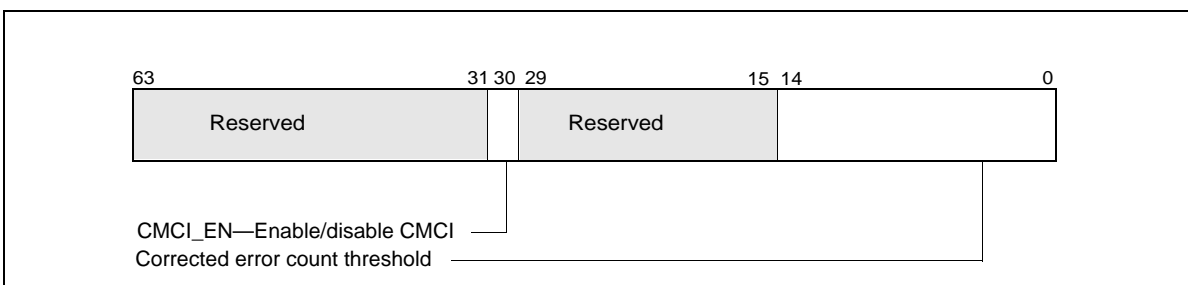 63 31 30 29 15 14 0
Reserved Reserved
CMCI_EN—Enable/disable CMCI
Corrected error count threshold